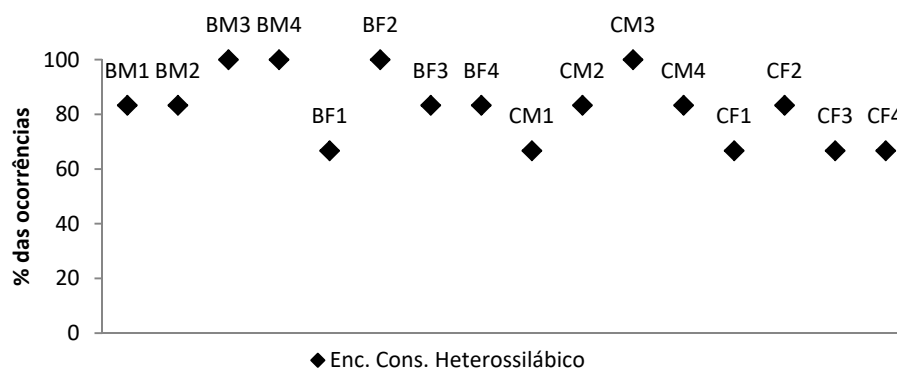 BM3 BM4 BF2 CM3
100
BM1 BM2 BF3 BF4 CM2 CM4 CF2
80
BF1 CM1 CF1 CF3 CF4
60
40
20
0
% das ocorrências
Enc. Cons. Heterossilábico